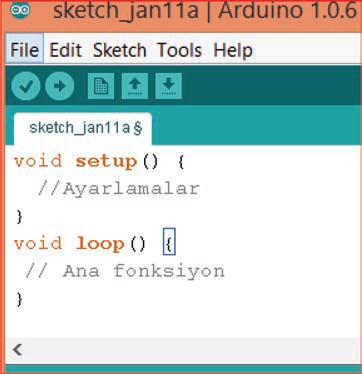 sketch_jan11a | Arduino 1.0.6
File Edit Sketch Tools Help
sketch_jan11a §
void setup() {
//Ayarlamalar
}
void loop() {
// Ana fonksiyon
}